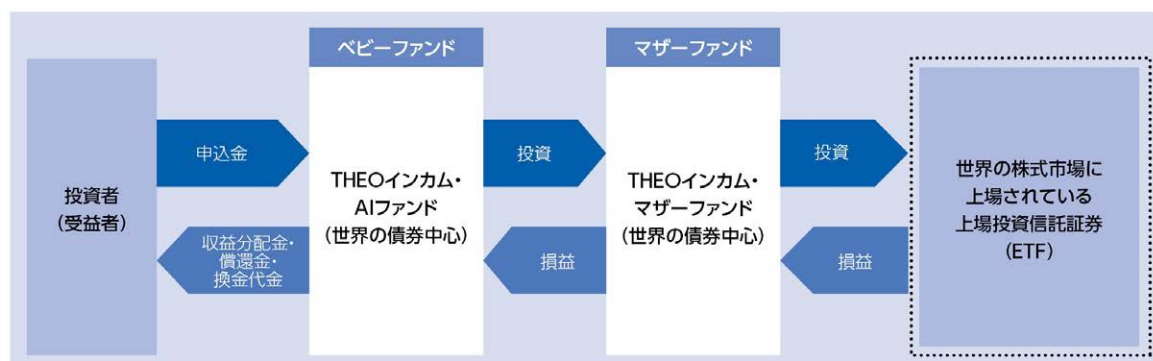 投資者
(受益者)
申込金
収益分配金・
償還金・
換金代金
ベビーファンド
THEOインカム・
AIファンド
(世界の債券中心)
投資
損益
マザーファンド
THEOインカム・
マザーファンド
(世界の債券中心)
投資
損益
世界の株式市場に
上場されている
上場投資信託証券
(ETF)